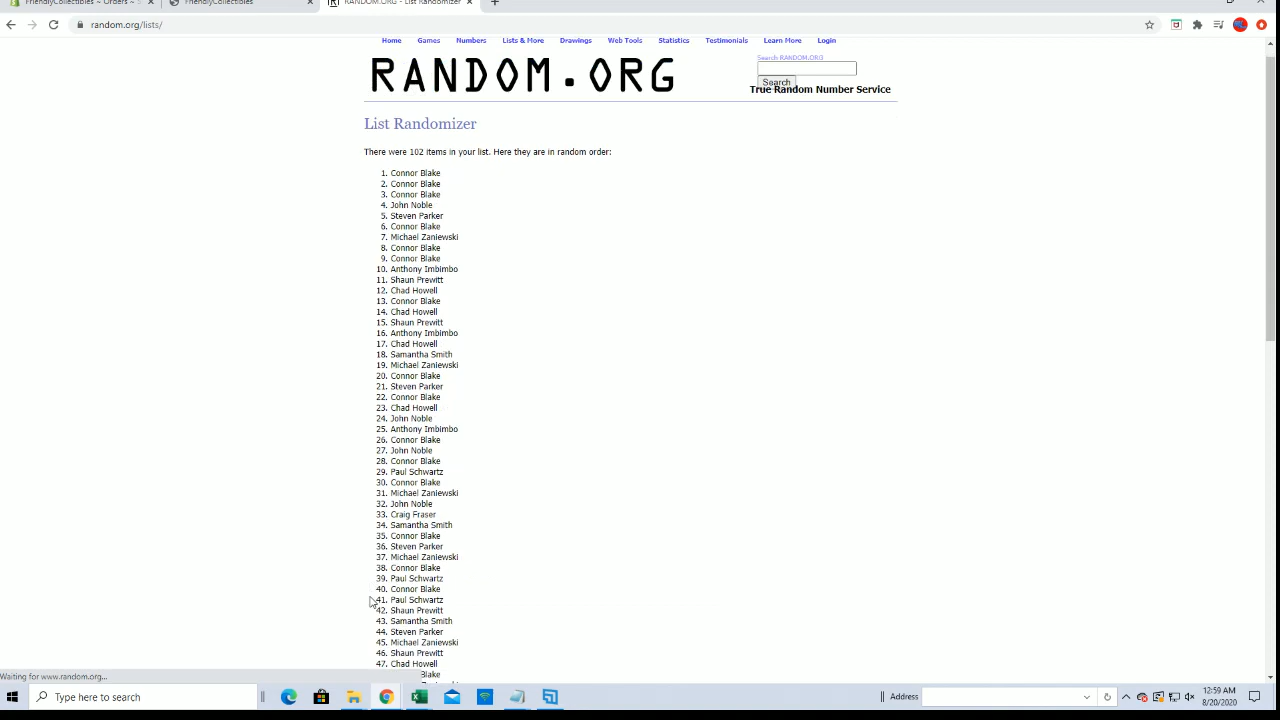 FriendlyCollectibles ~ Orders ~
FriendlyCollectibles
RANDOM.ORG - List Randomizer
random.org/lists/
Home Games Numbers Lists & More Drawings Web Tools Statistics Testimonials Learn More Login
RANDOM.ORG
Search RANDOM.ORG
Search
True Random Number Service
List Randomizer
There were 102 items in your list. Here they are in random order:
1. Connor Blake
2. Connor Blake
3. Connor Blake
4. John Noble
5. Steven Parker
6. Connor Blake
7. Michael Zaniewski
8. Connor Blake
9. Connor Blake
10. Anthony Imbimbo
11. Shaun Prewitt
12. Chad Howell
13. Connor Blake
14. Chad Howell
15. Shaun Prewitt
16. Anthony Imbimbo
17. Chad Howell
18. Samantha Smith
19. Michael Zaniewski
20. Connor Blake
21. Steven Parker
22. Connor Blake
23. Chad Howell
24. John Noble
25. Anthony Imbimbo
26. Connor Blake
27. John Noble
28. Connor Blake
29. Paul Schwartz
30. Connor Blake
31. Michael Zaniewski
32. John Noble
33. Craig Fraser
34. Samantha Smith
35. Connor Blake
36. Steven Parker
37. Michael Zaniewski
38. Connor Blake
39. Paul Schwartz
40. Connor Blake
41. Paul Schwartz
42. Shaun Prewitt
43. Samantha Smith
44. Steven Parker
45. Michael Zaniewski
46. Shaun Prewitt
47. Chad Howell
Blake
Waiting for www.random.org...
Type here to search
Address
12:59 AM
8/20/2020